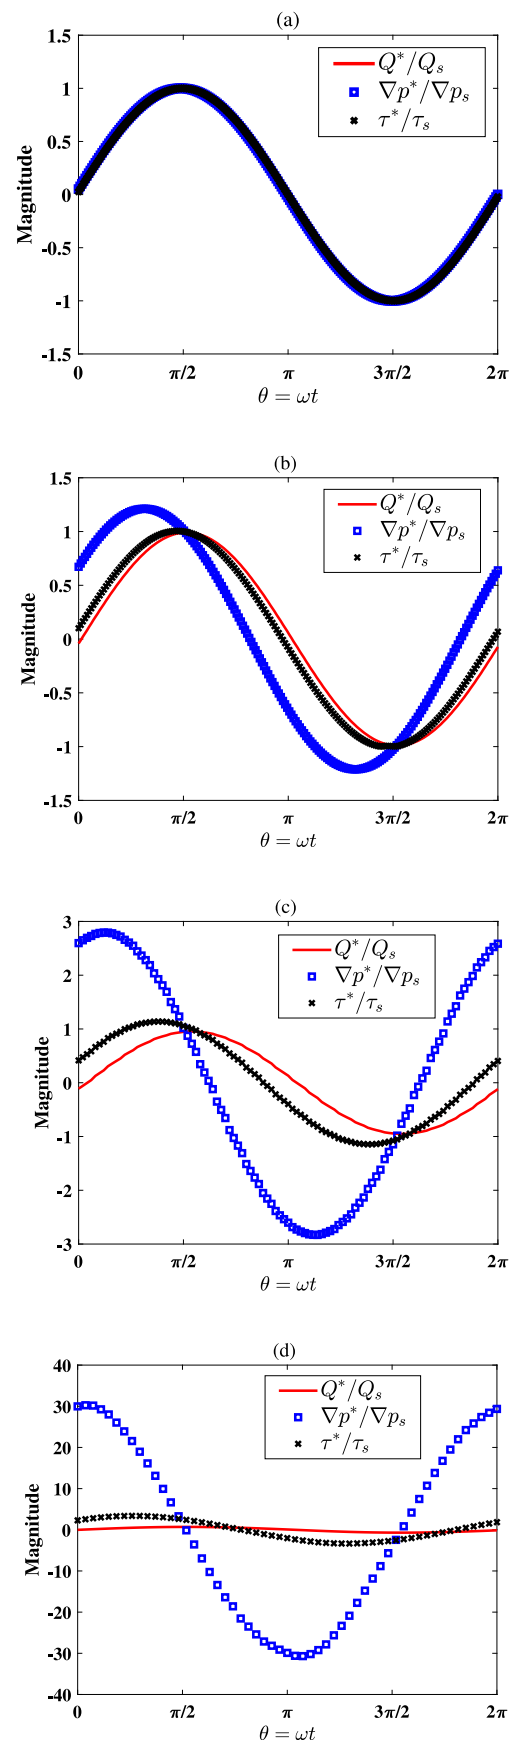 (a)
1.5
1
0.5
0
-0.5
-1
-1.5
Magnitude
Q*/Qs
∇p*/∇ps
τ*/τs
0 π/2 π 3π/2 2π
θ = ωt
(b)
1.5
1
0.5
0
-0.5
-1
-1.5
Magnitude
Q*/Qs
∇p*/∇ps
τ*/τs
0 π/2 π 3π/2 2π
θ = ωt
(c)
3
2
1
0
-1
-2
-3
Magnitude
Q*/Qs
∇p*/∇ps
τ*/τs
0 π/2 π 3π/2 2π
θ = ωt
(d)
40
30
20
10
0
-10
-20
-30
-40
Magnitude
Q*/Qs
∇p*/∇ps
τ*/τs
0 π/2 π 3π/2 2π
θ = ωt